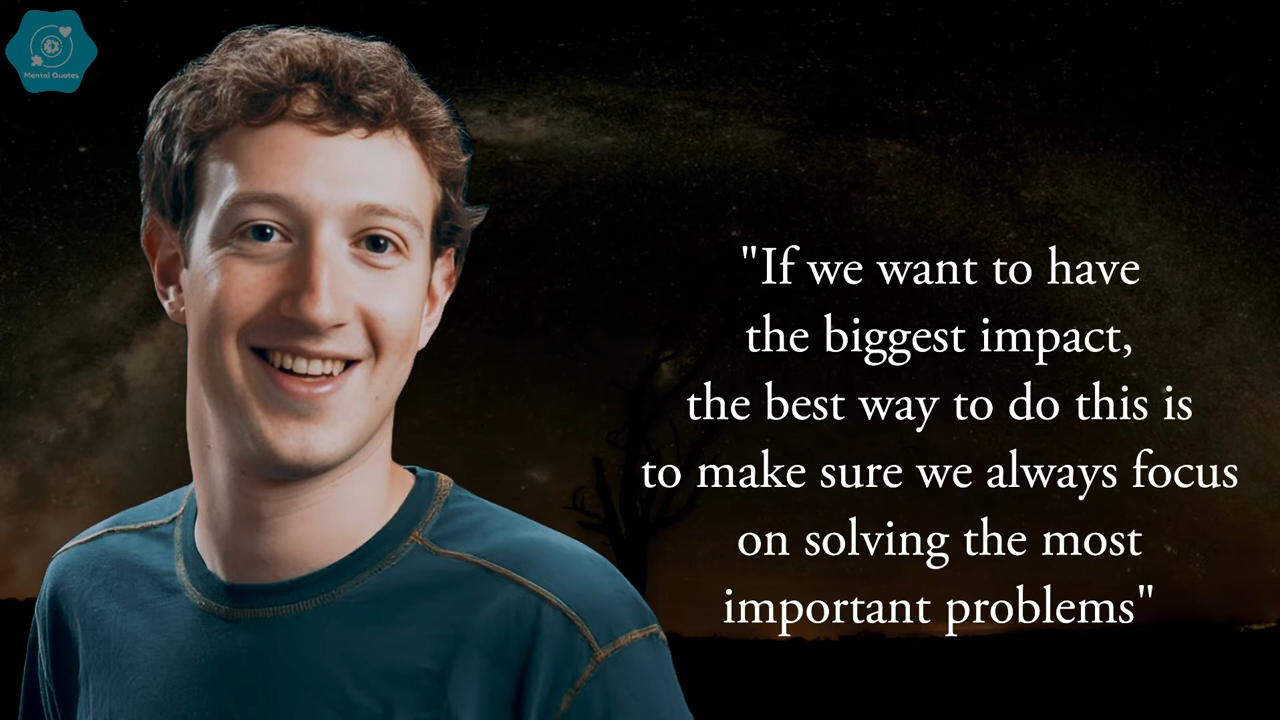 Mental Quotes
"If we want to have
the biggest impact,
the best way to do this is
to make sure we always focus
on solving the most
important problems"